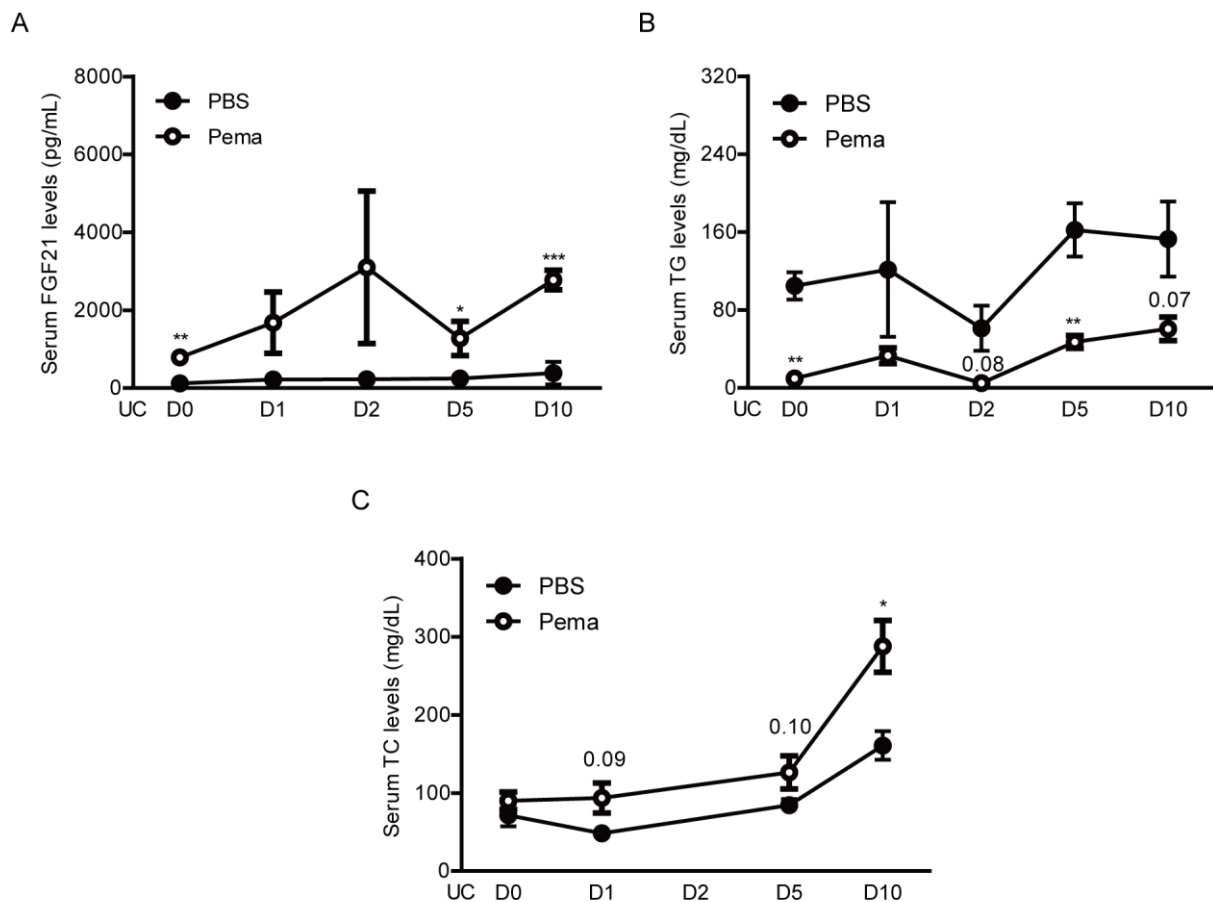 A
Serum FGF21 levels (pg/mL)
8000
6000
4000
2000
0
PBS
Pema
**
*
***
UC D0 D1 D2 D5 D10
B
Serum TG levels (mg/dL)
320
240
160
80
0
PBS
Pema
**
0.08
**
0.07
UC D0 D1 D2 D5 D10
C
Serum TC levels (mg/dL)
400
300
200
100
0
PBS
Pema
0.09
0.10
*
UC D0 D1 D2 D5 D10